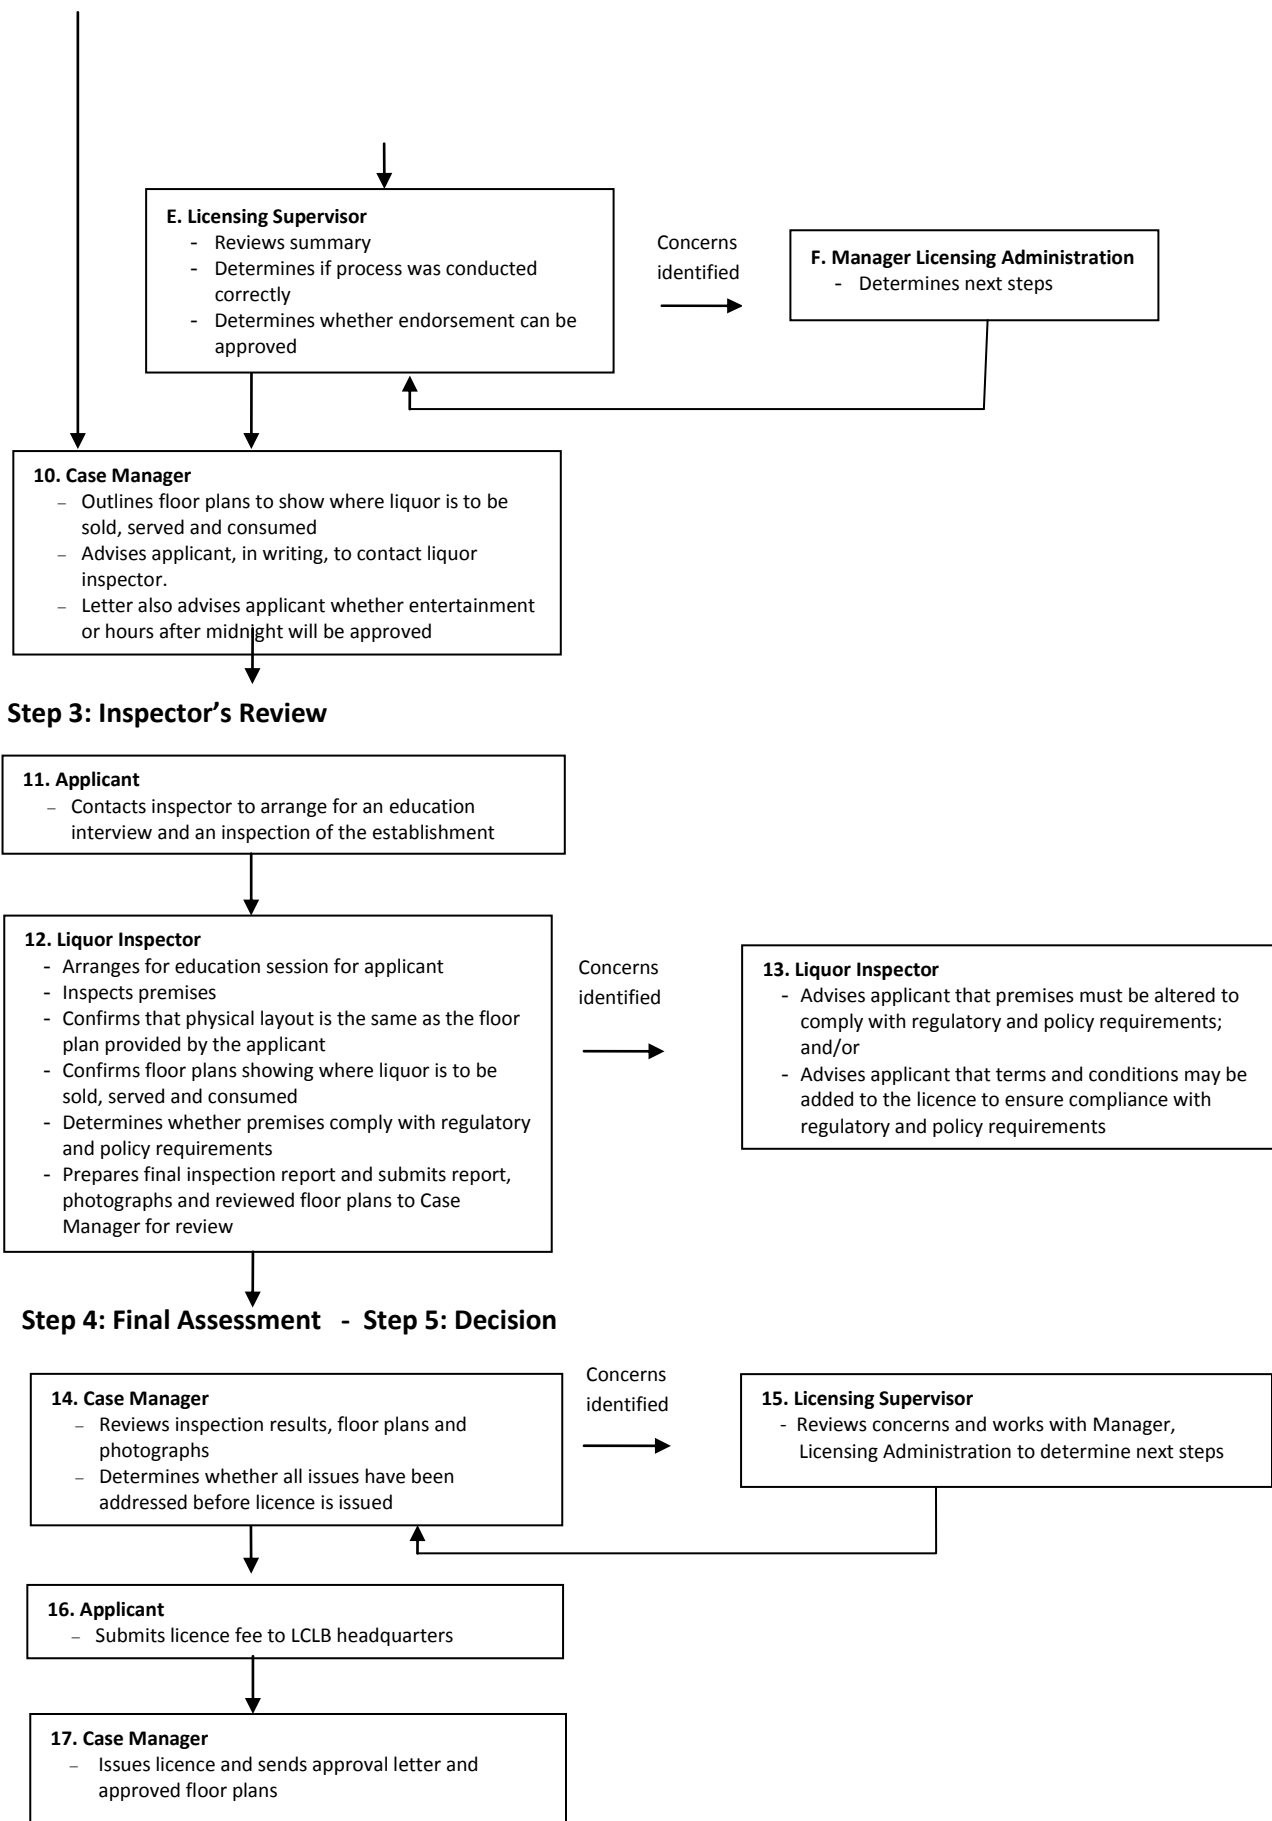 E. Licensing Supervisor
- Reviews summary
- Determines if process was conducted
correctly
- Determines whether endorsement can be
approved
Concerns
identified
F. Manager Licensing Administration
- Determines next steps
10. Case Manager
– Outlines floor plans to show where liquor is to be
sold, served and consumed
– Advises applicant, in writing, to contact liquor
inspector.
– Letter also advises applicant whether entertainment
or hours after midnight will be approved
Step 3: Inspector’s Review
11. Applicant
– Contacts inspector to arrange for an education
interview and an inspection of the establishment
12. Liquor Inspector
- Arranges for education session for applicant
- Inspects premises
- Confirms that physical layout is the same as the floor
plan provided by the applicant
- Confirms floor plans showing where liquor is to be
sold, served and consumed
- Determines whether premises comply with regulatory
and policy requirements
- Prepares final inspection report and submits report,
photographs and reviewed floor plans to Case
Manager for review
Concerns
identified
13. Liquor Inspector
- Advises applicant that premises must be altered to
comply with regulatory and policy requirements;
and/or
- Advises applicant that terms and conditions may be
added to the licence to ensure compliance with
regulatory and policy requirements
Step 4: Final Assessment - Step 5: Decision
14. Case Manager
– Reviews inspection results, floor plans and
photographs
– Determines whether all issues have been
addressed before licence is issued
Concerns
identified
15. Licensing Supervisor
- Reviews concerns and works with Manager,
Licensing Administration to determine next steps
16. Applicant
– Submits licence fee to LCLB headquarters
17. Case Manager
– Issues licence and sends approval letter and
approved floor plans